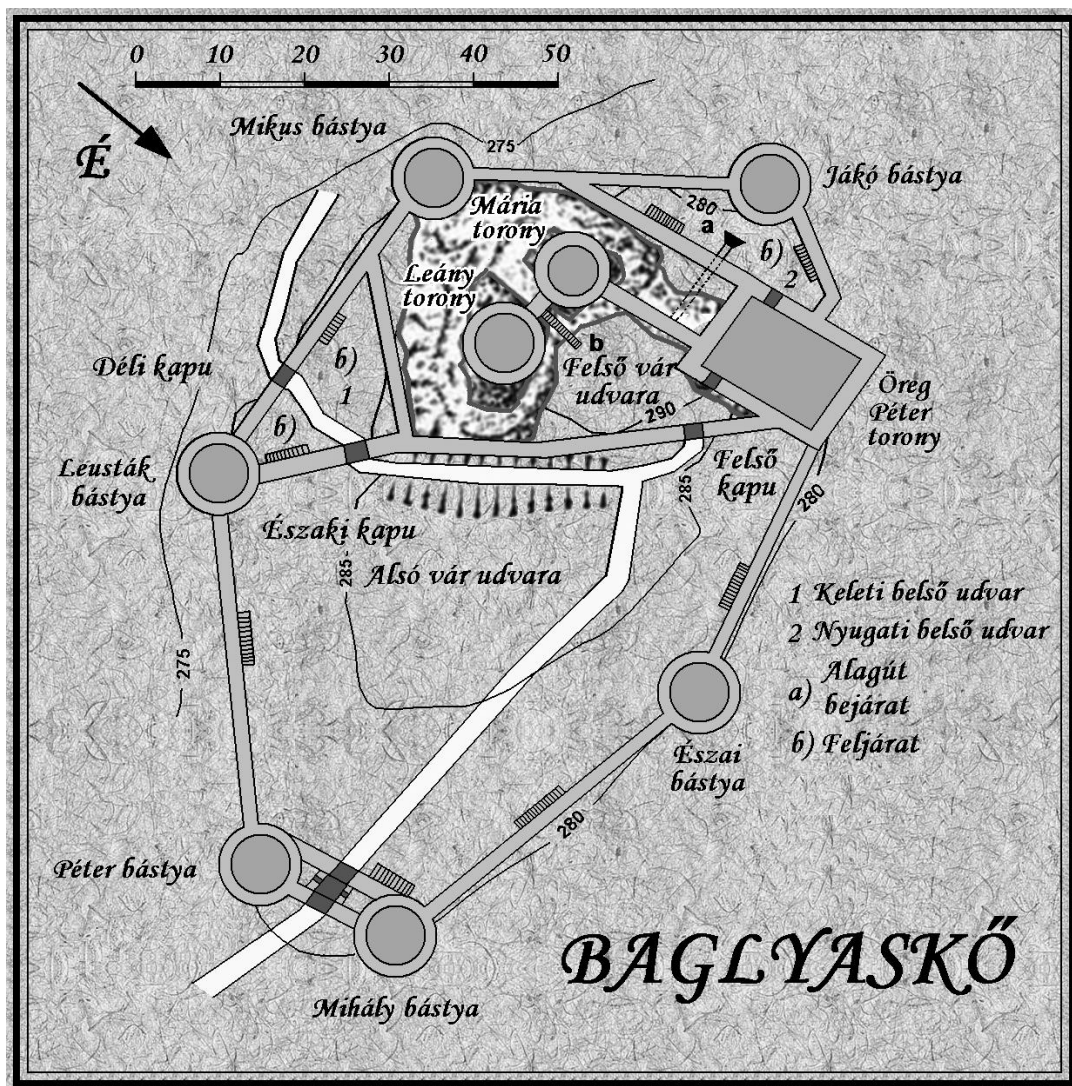 0 10 20 30 40 50
É
Mikus bástya
275
Jákó bástya
280
Mária
torony
a
b)
2
Leány
torony
b
Felső vár
udvara
290
Déli kapu
b)
1
b)
Öreg
Péter
torony
Leusták
bástya
Felső
kapu
285
280
Északi kapu
285
Alsó vár udvara
275
1 Keleti belső udvar
2 Nyugati belső udvar
a) Alagút
bejárat
b) Feljárat
Észai
bástya
280
Péter bástya
Mihály bástya
BAGLYASKŐ